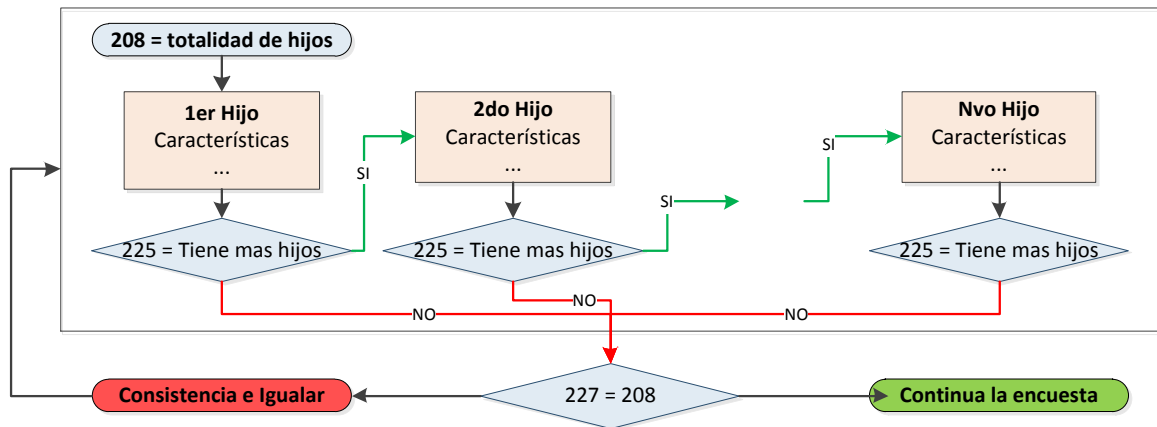 208 = totalidad de hijos
1er Hijo
Características
...
2do Hijo
Características
...
Nvo Hijo
Características
...
SI
SI
SI
225 = Tiene mas hijos
225 = Tiene mas hijos
225 = Tiene mas hijos
NO
NO
NO
Consistencia e Igualar
227 = 208
Continua la encuesta